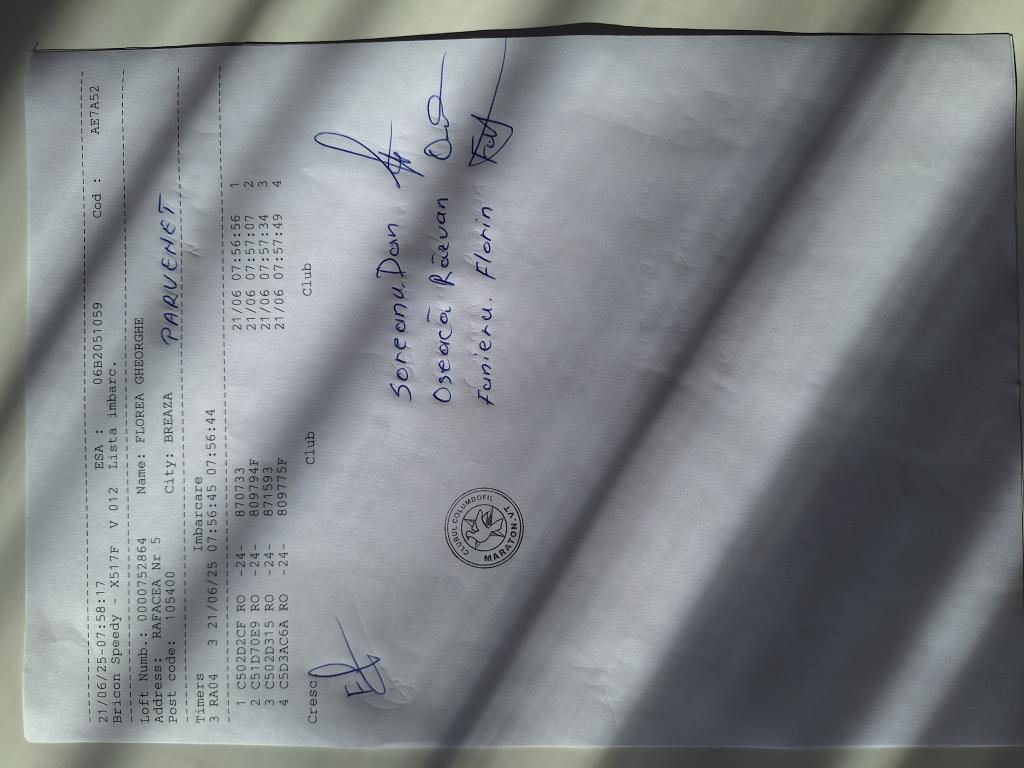 21/06/25-07:58:17 ESA : 06B2051059 Cod : AE7A52
Bricon Speedy - X517F V 012 Lista imbarc.
Loft Numb.: 0000752864 Name: FLOREA GHEORGHE
Address: RAFACEA Nr 5
Post code: 105400 City: BREAZA PARVENET
Timers Imbarcare
3 RA04 3 21/06/25 07:56:45 07:56:44
1 C502D2CF RO -24- 870733 21/06 07:56:56 1
2 C51D70E9 RO -24- 809794F 21/06 07:57:07 2
3 C502D315 RO -24- 871593 21/06 07:57:34 3
4 C5D3AC6A RO -24- 809775F 21/06 07:57:49 4
Cresc Club Club
Soreanu Dan
Oseacă Răzvan
Fanieru. Florin
CLUBUL COLUMBOFIL
MARATON-VT